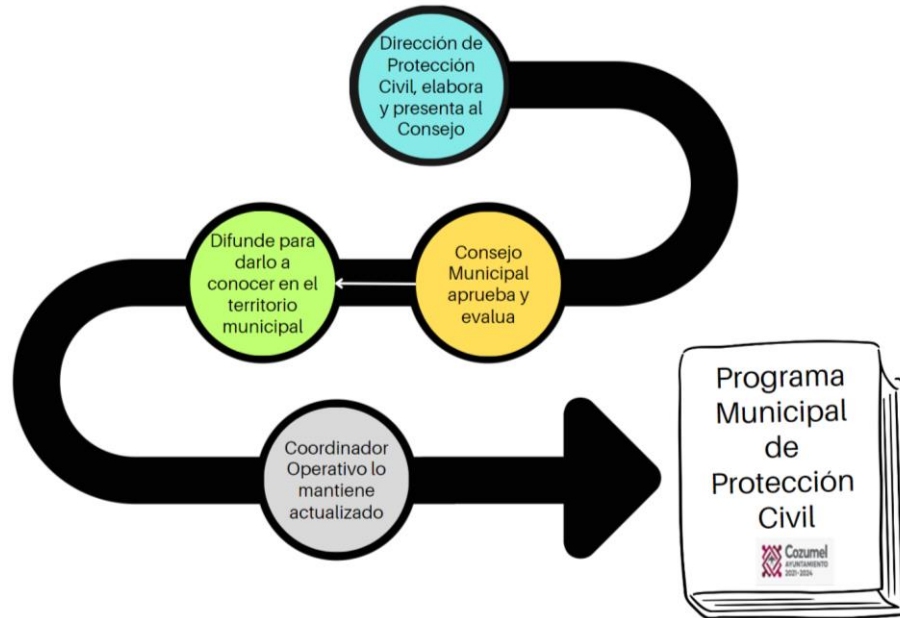 Dirección de
Protección
Civil, elabora
y presenta al
Consejo
Consejo
Municipal
aprueba y
evalua
Difunde para
darlo a
conocer en el
territorio
municipal
Coordinador
Operativo lo
mantiene
actualizado
Programa
Municipal
de
Protección
Civil
Cozumel
AYUNTAMIENTO
2021-2024